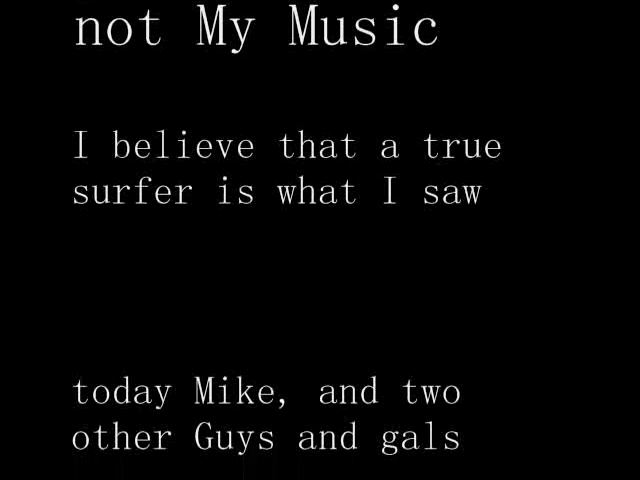 not My Music
I believe that a true
surfer is what I saw
today Mike, and two
other Guys and gals